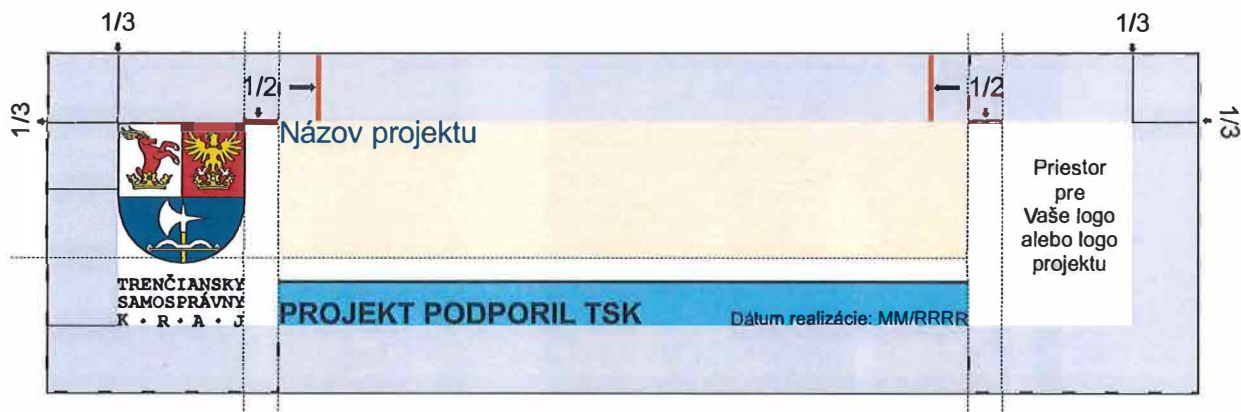 1/3
1/3
1/2
1/2
1/3
1/3
Názov projektu
Priestor
pre
Vaše logo
alebo logo
projektu
TRENČIANSKY
SAMOSPRÁVNY
K · R · A · J
PROJEKT PODPORIL TSK
Dátum realizácie: MM/RRRR